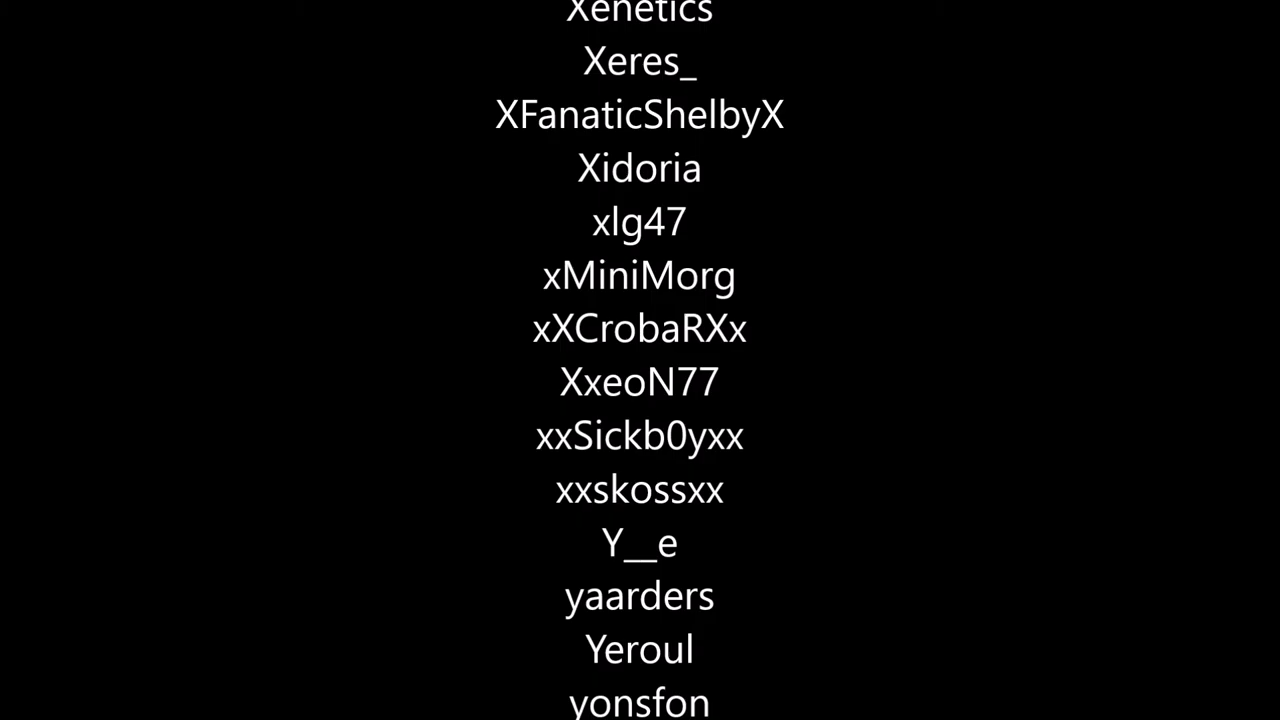 Xenetics
Xeres_
XFanaticShelbyX
Xidoria
xlg47
xMiniMorg
xXCrobaRXx
XxeoN77
xxSickb0yxx
xxskossxx
Y__e
yaarders
Yeroul
yonsfon